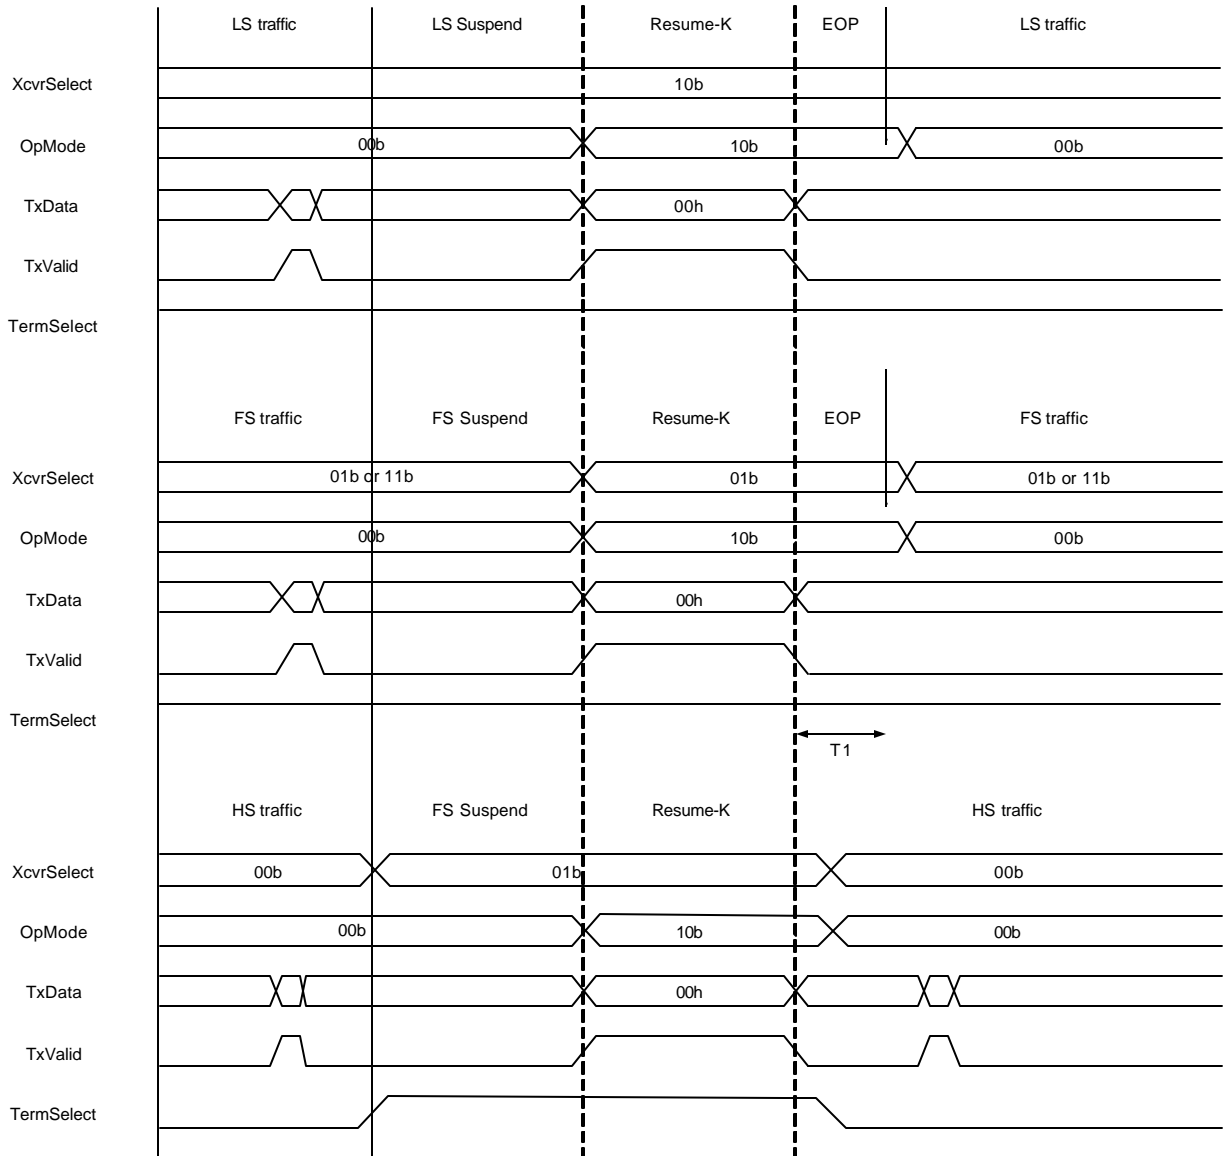 LS traffic LS Suspend Resume-K EOP LS traffic
XcvrSelect 10b
OpMode 00b 10b 00b
TxData 00h
TxValid
TermSelect
FS traffic FS Suspend Resume-K EOP FS traffic
XcvrSelect 01b or 11b 01b 01b or 11b
OpMode 00b 10b 00b
TxData 00h
TxValid
TermSelect
T1
HS traffic FS Suspend Resume-K HS traffic
XcvrSelect 00b 01b 00b
OpMode 00b 10b 00b
TxData 00h
TxValid
TermSelect